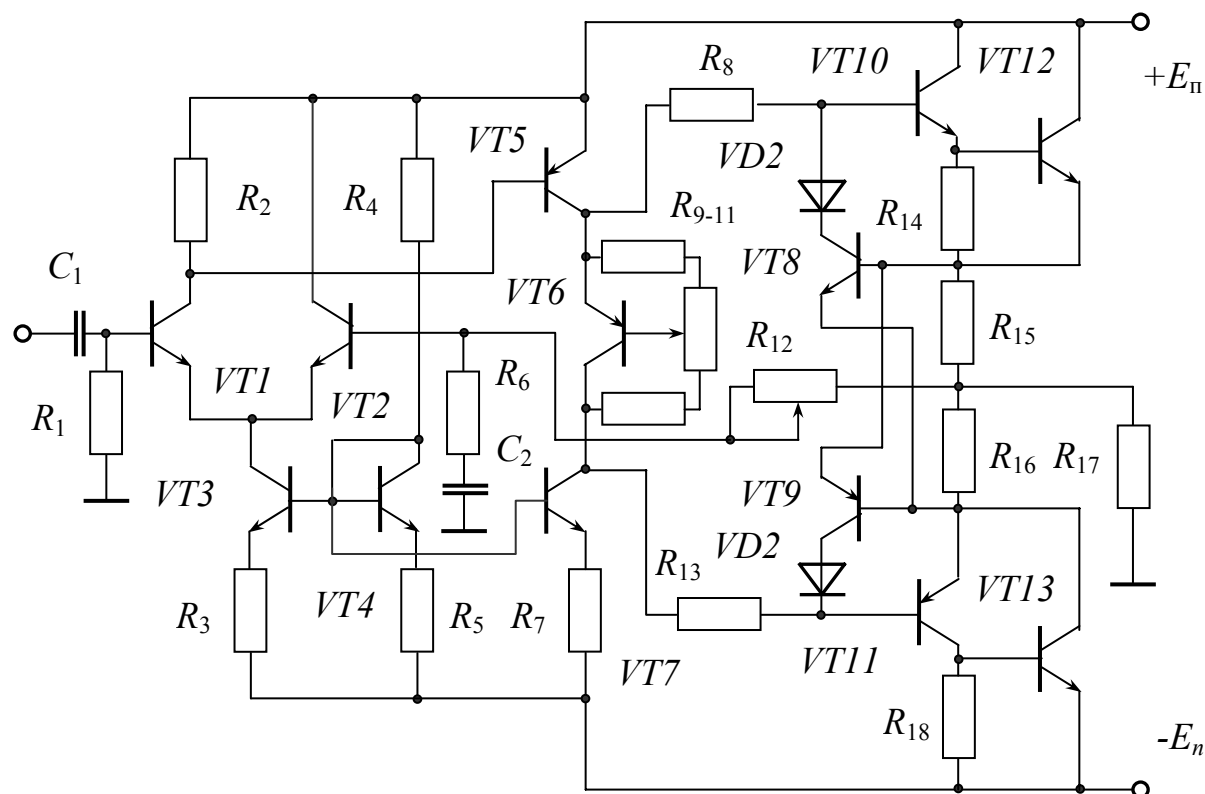 R8
VT10
VT12
+Eп
VT5
VD2
R2
R4
R9-11
R14
C1
VT8
VT6
R15
R12
R6
VT1
VT2
R1
C2
R16
R17
VT3
VT9
VD2
R13
R3
VT4
R5
R7
VT13
VT11
VT7
R18
-En